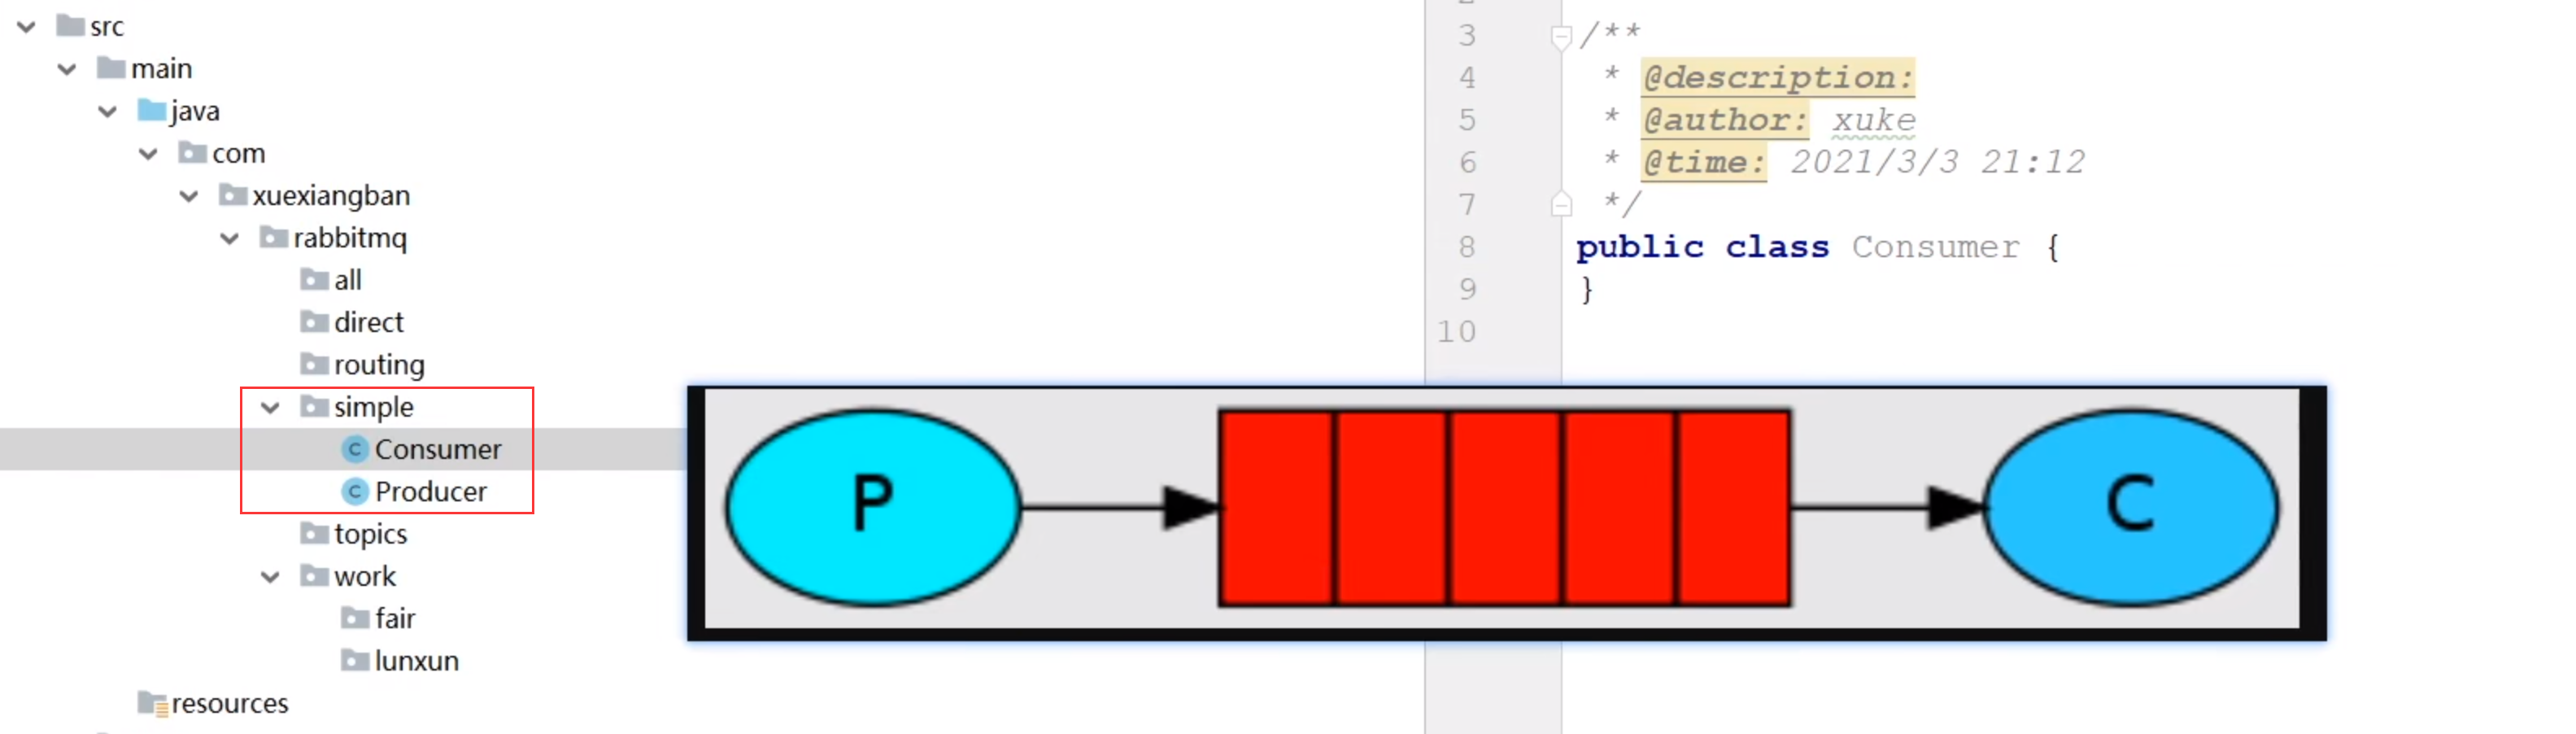 src
main
java
com
xuexiangban
rabbitmq
all
direct
routing
simple
Consumer
Producer
topics
work
fair
lunxun
resources
3 /**
4 * @description:
5 * @author: xuke
6 * @time: 2021/3/3 21:12
7 */
8 public class Consumer {
9 }
10
P
C